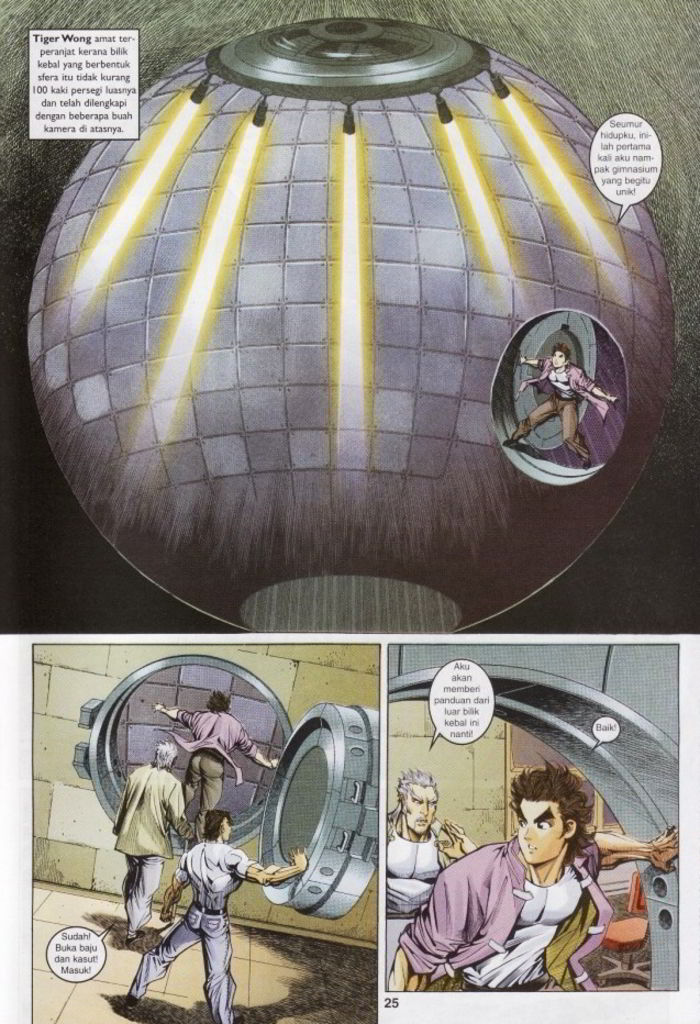 Tiger Wong amat ter-
peranjat kerana bilik
kebal yang berbentuk
sfera itu tidak kurang
100 kaki persegi luasnya
dan telah dilengkapi
dengan beberapa buah
kamera di atasnya.
Seumur
hidupku, ini-
lah pertama
kali aku nam-
pak gimnasium
yang begitu
unik!
Sudah!
Buka baju
dan kasut!
Masuk!
Aku
akan
memberi
panduan dari
luar bilik
kebal ini
nanti!
Baik!
25